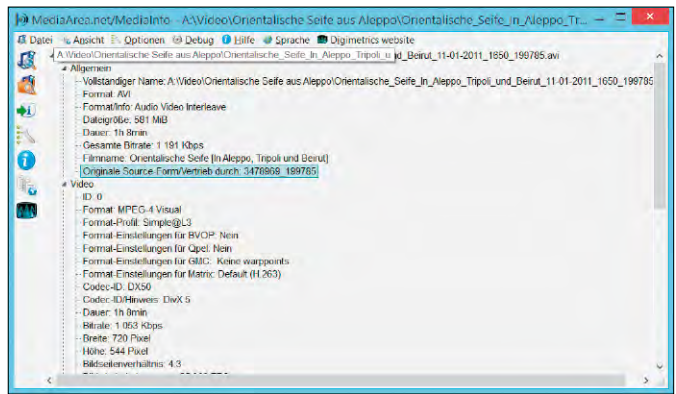 MediaArea.net/MediaInfo - A:\Video\Orientalische Seife aus Aleppo\Orientalische_Seife_In_Aleppo_Tr...
Datei Ansicht Optionen Debug Hilfe Sprache Digimetrics website
A:\Video\Orientalische Seife aus Aleppo\Orientalische_Seife_In_Aleppo_Tripoli_und_Beirut_11-01-2011_1650_199785.avi
Allgemein
Vollständiger Name: A:\Video\Orientalische Seife aus Aleppo\Orientalische_Seife_In_Aleppo_Tripoli_und_Beirut_11-01-2011_1650_199785
Format: AVI
Format/Info: Audio Video Interleave
Dateigröße: 581 MiB
Dauer: 1h 8min
Gesamte Bitrate: 1 191 Kbps
Filmname: Orientalische Seife [In Aleppo, Tripoli und Beirut]
Originale Source-Form/Vertrieb durch: 3478969_199785
Video
ID: 0
Format: MPEG-4 Visual
Format-Profil: Simple@L3
Format-Einstellungen für BVOP: Nein
Format-Einstellungen für Qpel: Nein
Format-Einstellungen für GMC: Keine warppoints
Format-Einstellungen für Matrix: Default (H.263)
Codec-ID: DX50
Codec-ID/Hinweis: DivX 5
Dauer: 1h 8min
Bitrate: 1 053 Kbps
Breite: 720 Pixel
Höhe: 544 Pixel
Bildseitenverhältnis: 4:3